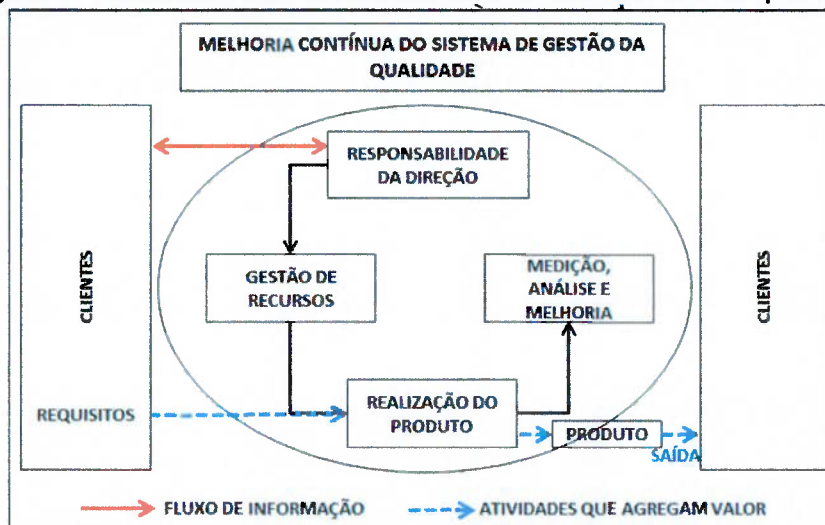 MELHORIA CONTÍNUA DO SISTEMA DE GESTÃO DA
QUALIDADE
RESPONSABILIDADE
DA DIREÇÃO
CLIENTES
GESTÃO DE
RECURSOS
MEDIÇÃO,
ANÁLISE E
MELHORIA
CLIENTES
REQUISITOS
REALIZAÇÃO DO
PRODUTO
PRODUTO
SAÍDA
FLUXO DE INFORMAÇÃO
ATIVIDADES QUE AGREGAM VALOR